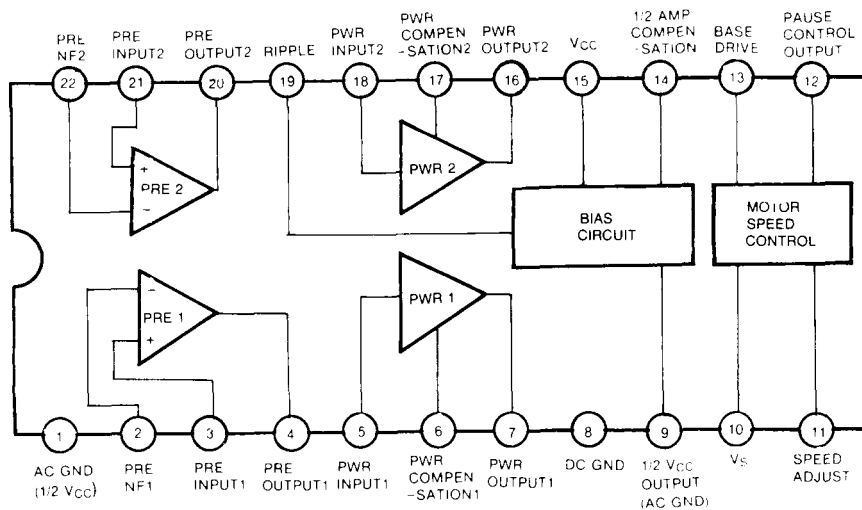 PRE NF2
PRE INPUT2
PRE OUTPUT2
RIPPLE
PWR INPUT2
PWR COMPEN -SATION2
PWR OUTPUT2
VCC
1/2 AMP COMPEN -SATION
BASE DRIVE
PAUSE CONTROL OUTPUT
22
21
20
19
18
17
16
15
14
13
12
+
PRE 2
−
PWR 2
BIAS CIRCUIT
MOTOR SPEED CONTROL
−
PRE 1
+
PWR 1
1
2
3
4
5
6
7
8
9
10
11
AC GND (1/2 VCC)
PRE NF1
PRE INPUT1
PRE OUTPUT1
PWR INPUT1
PWR COMPEN -SATION1
PWR OUTPUT1
DC GND
1/2 VCC OUTPUT (AC GND)
VS
SPEED ADJUST